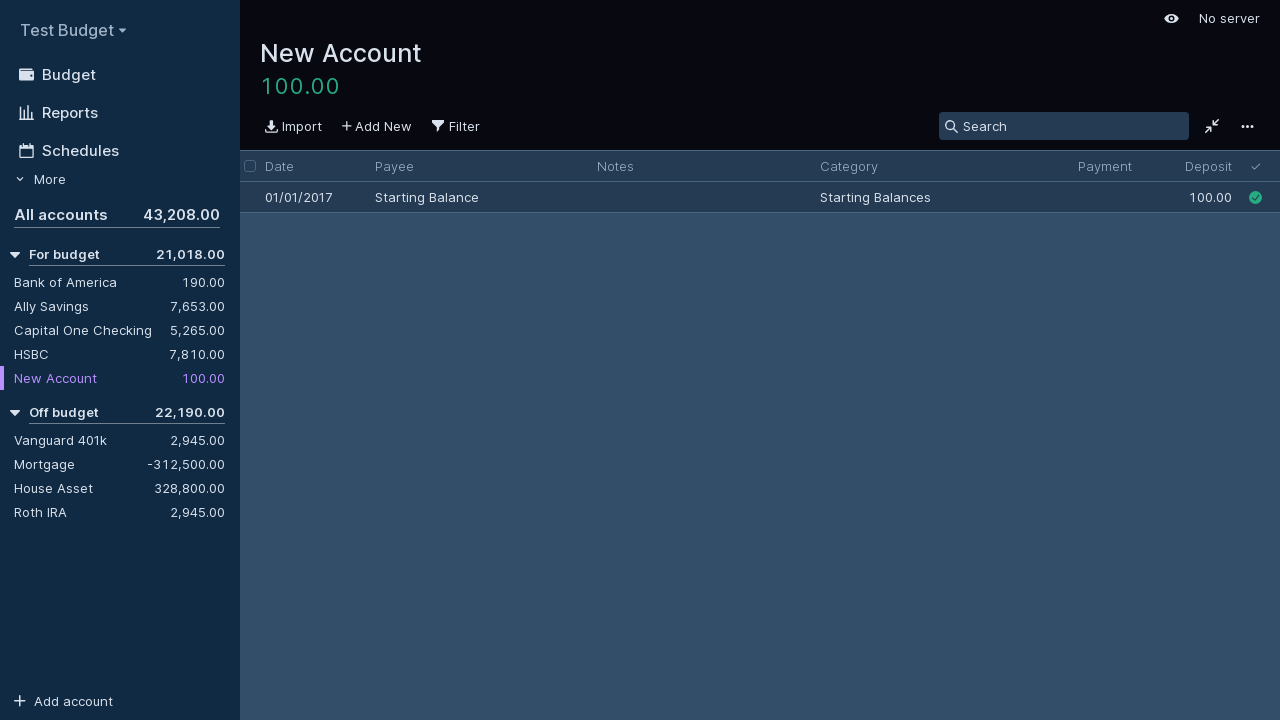 Test Budget
Budget
Reports
Schedules
More
All accounts 43,208.00
For budget 21,018.00
Bank of America 190.00
Ally Savings 7,653.00
Capital One Checking 5,265.00
HSBC 7,810.00
New Account 100.00
Off budget 22,190.00
Vanguard 401k 2,945.00
Mortgage -312,500.00
House Asset 328,800.00
Roth IRA 2,945.00
Add account
No server
New Account
100.00
Import Add New Filter Search
Date Payee Notes Category Payment Deposit
01/01/2017 Starting Balance Starting Balances 100.00